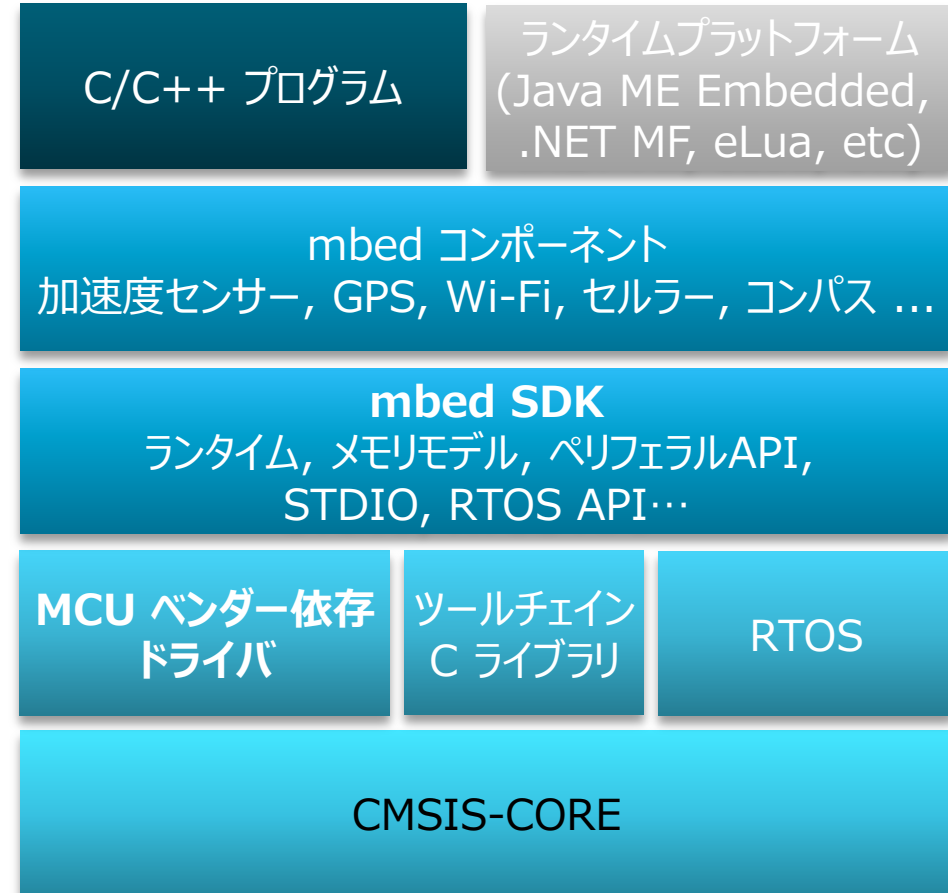 C/C++ プログラム
ランタイムプラットフォーム
(Java ME Embedded,
.NET MF, eLua, etc)
mbed コンポーネント
加速度センサー, GPS, Wi-Fi, セルラー, コンパス ...
mbed SDK
ランタイム, メモリモデル, ペリフェラルAPI,
STDIO, RTOS API…
MCU ベンダー依存
ドライバ
ツールチェイン
C ライブラリ
RTOS
CMSIS-CORE